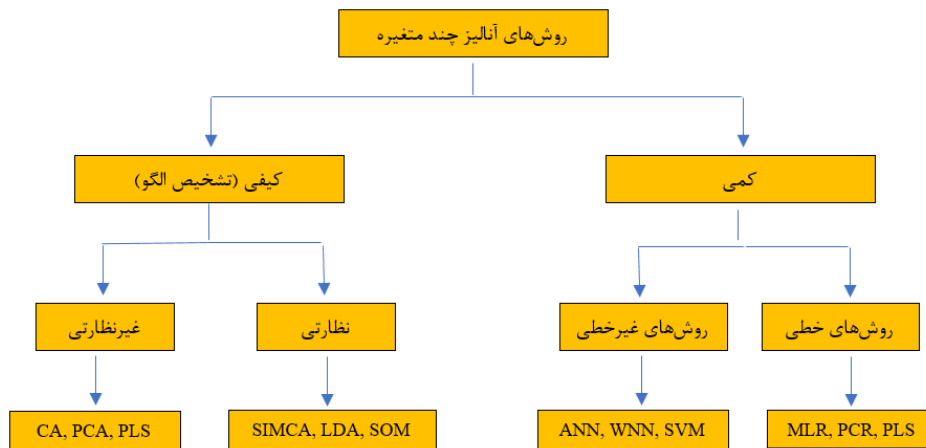 روش‌های آنالیز چند متغیره
کمی
کیفی (تشخیص الگو)
روش‌های خطی
روش‌های غیرخطی
نظارتی
غیرنظارتی
MLR, PCR, PLS
ANN, WNN, SVM
SIMCA, LDA, SOM
CA, PCA, PLS